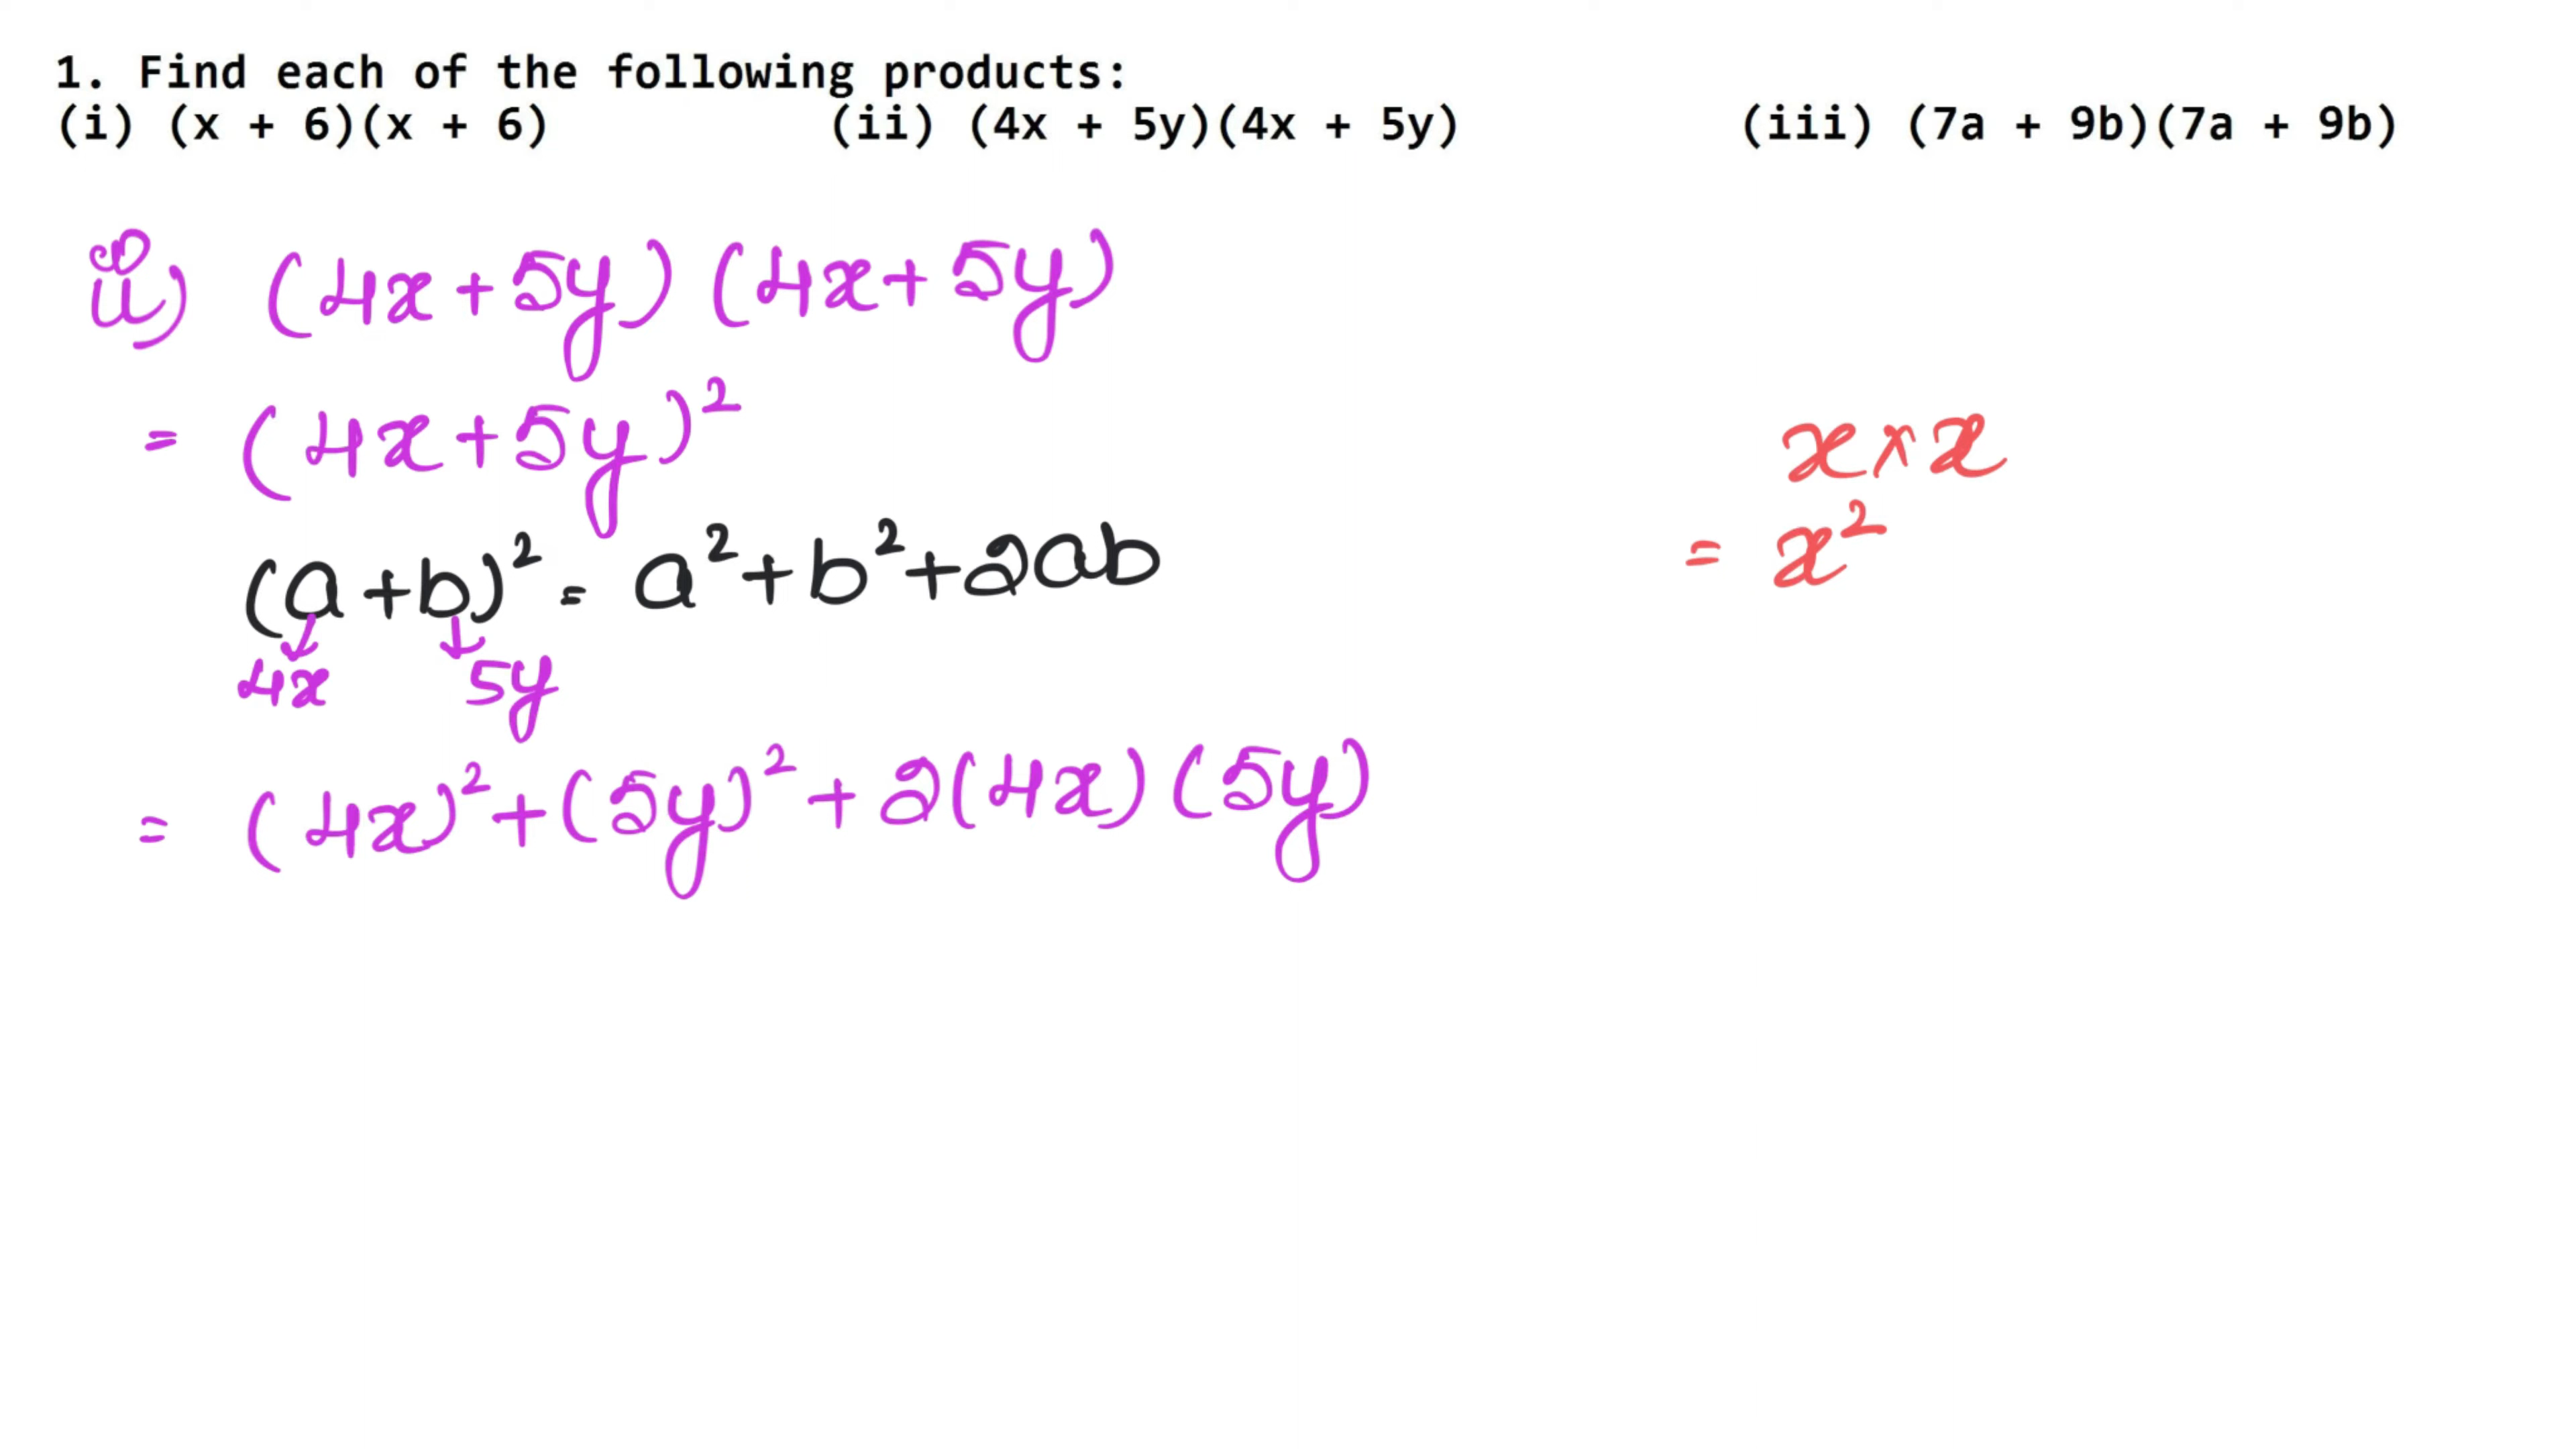 1. Find each of the following products:
(i) (x + 6)(x + 6) (ii) (4x + 5y)(4x + 5y) (iii) (7a + 9b)(7a + 9b)
ii) (4x+5y) (4x+5y)
= (4x+5y)²
(a+b)² = a²+b²+2ab
4x 5y
= (4x)²+(5y)²+2(4x)(5y)
x×x
= x²